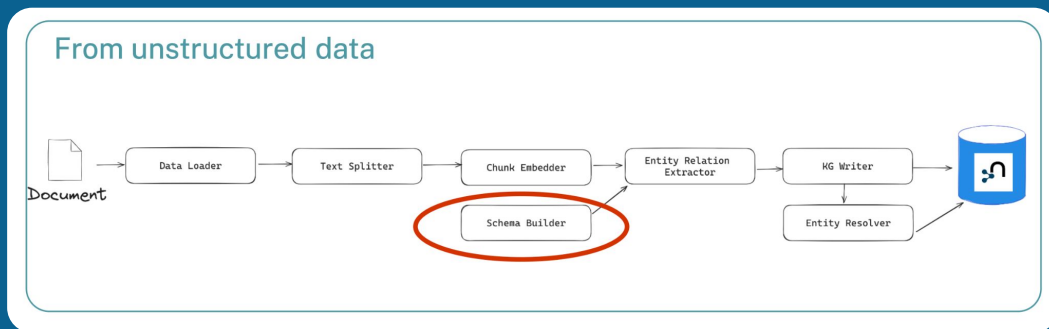 From unstructured data
Document
Data Loader
Text Splitter
Chunk Embedder
Schema Builder
Entity Relation
Extractor
KG Writer
Entity Resolver